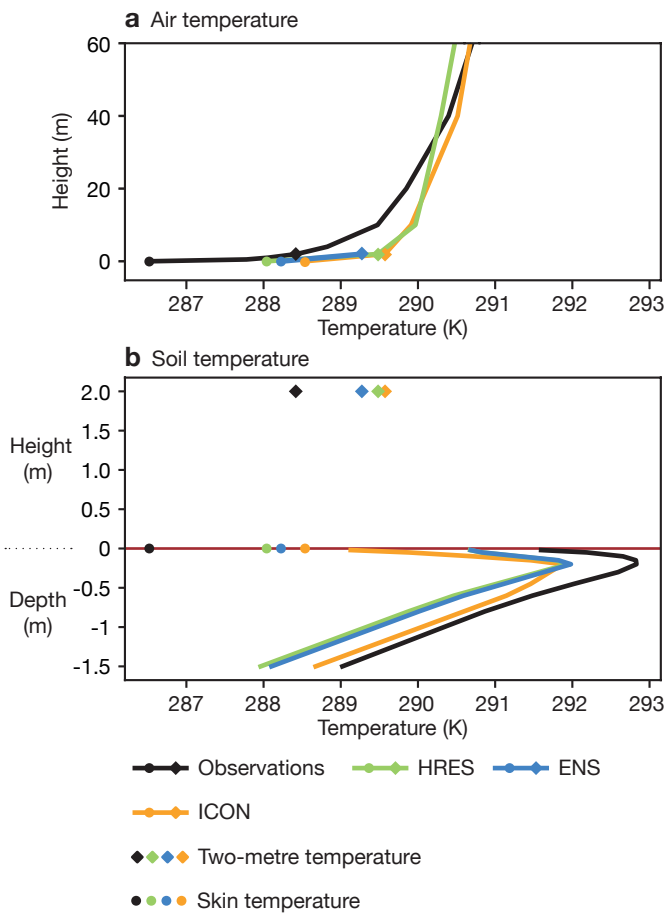 a Air temperature
60
40
20
0
Height (m)
287 288 289 290 291 292 293
Temperature (K)
b Soil temperature
2.0
1.5
Height
(m)
1.0
0.5
0
-0.5
Depth
(m)
-1
-1.5
287 288 289 290 291 292 293
Temperature (K)
Observations HRES ENS
ICON
Two-metre temperature
Skin temperature